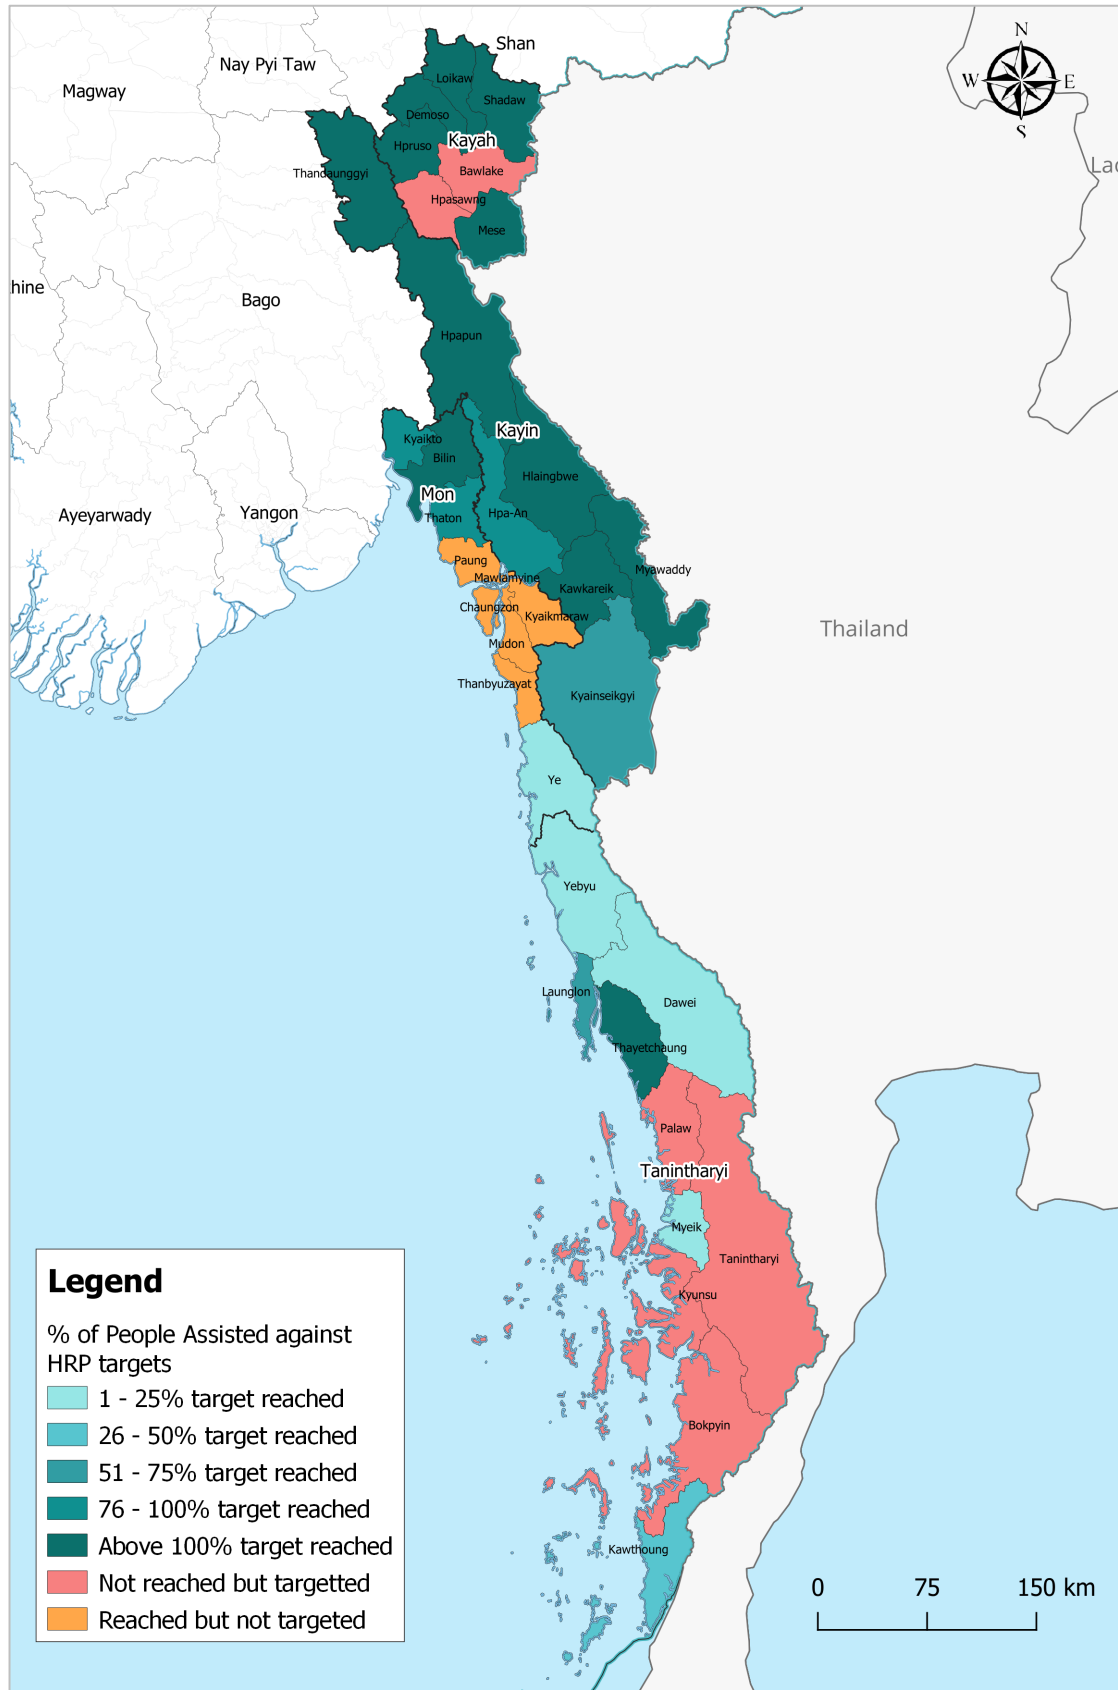 Shan
N
Nay Pyi Taw
Loikaw
W
E
Magway
Shadaw
Demoso
S
Kayah
Hpruso
Lao
Thandaunggyi
Bawlake
Hpasawng
Mese
hine
Bago
Hpapun
Kayin
Kyaikto
Bilin
Hlaingbwe
Mon
Ayeyarwady
Yangon
Hpa-An
Thaton
Paung
Myawaddy
Mawlamyine
Kawkareik
Chaungzon
Kyaikmaraw
Thailand
Mudon
Thanbyuzayat
Kyainseikgyi
Ye
Yebyu
Launglon
Dawei
Thayetchaung
Palaw
Tanintharyi
Myeik
Tanintharyi
Kyunsu
Bokpyin
Kawthoung
Legend
% of People Assisted against
HRP targets
1 - 25% target reached
26 - 50% target reached
51 - 75% target reached
76 - 100% target reached
Above 100% target reached
Not reached but targetted
Reached but not targeted
0 75 150 km